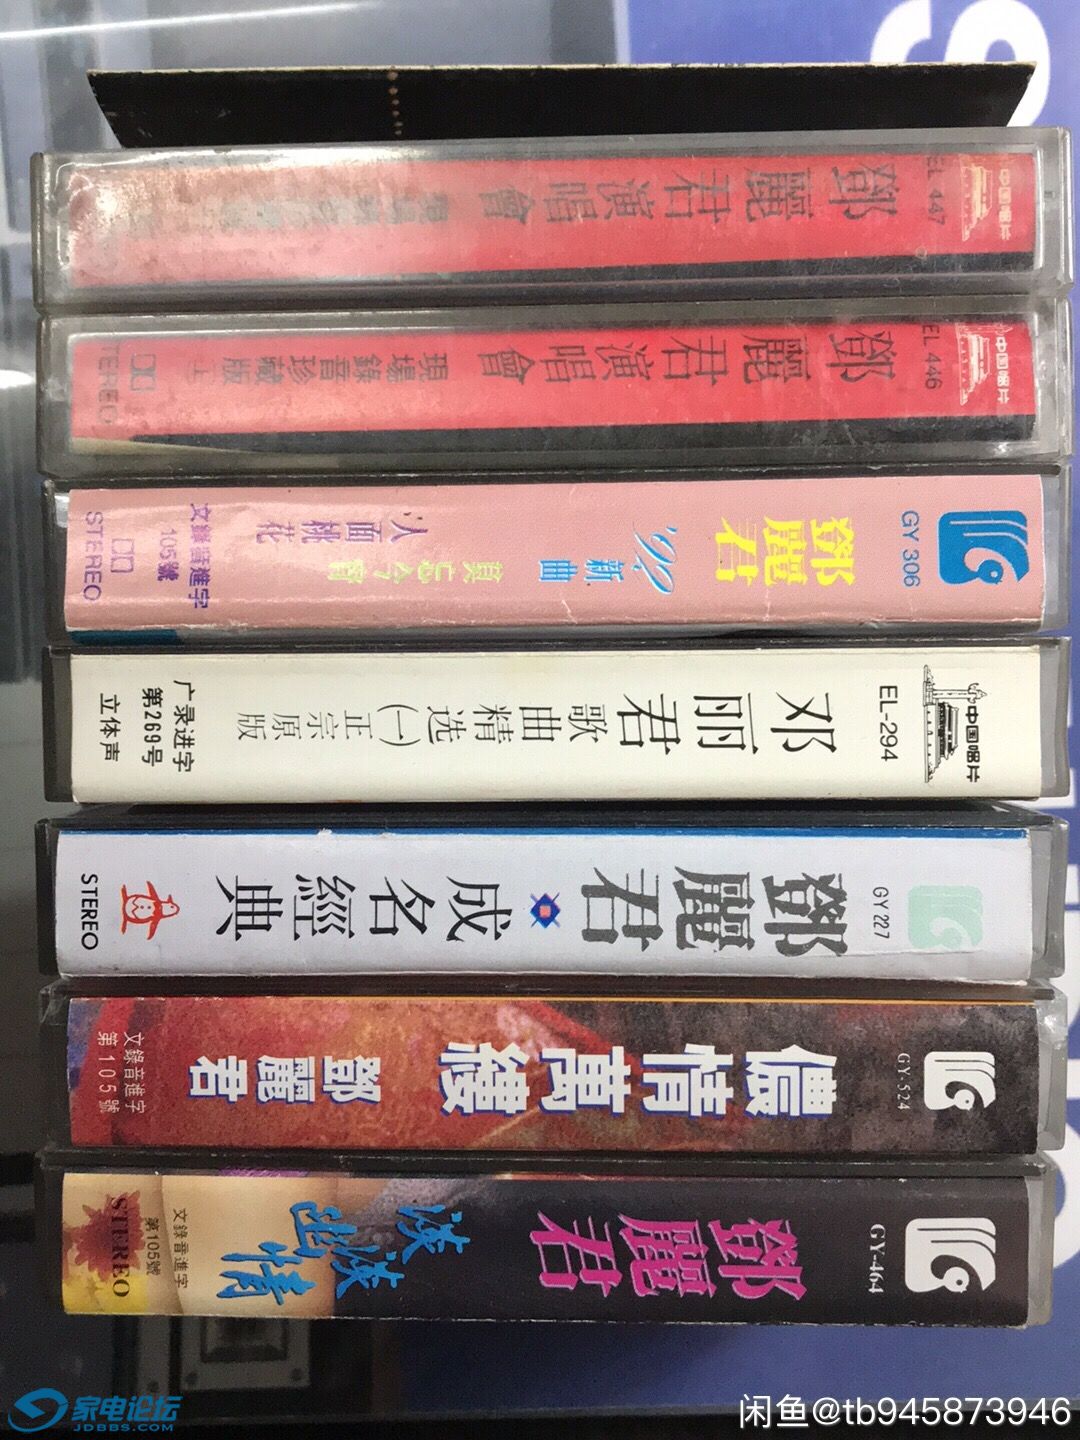 中国唱片
EL 447
鄧麗君演唱會
中国唱片
EL 446
鄧麗君演唱會
現場錄音珍藏版 上
TEREO
GY 306
鄧麗君
'92
新曲
人面桃花
莫忘今宵
文錄音進字
105號
STEREO
中国唱片
EL-294
邓丽君
歌曲精选(一)正宗原版
广录进字
第269号
立体声
GY 227
鄧麗君
成名經典
STEREO
GY-524
儂情萬縷
鄧麗君
文錄音進字
第105號
GY-464
鄧麗君
淡淡幽情
文錄音進字
第105號
STEREO
S
家电论坛
JDBBS.COM
闲鱼@tb945873946